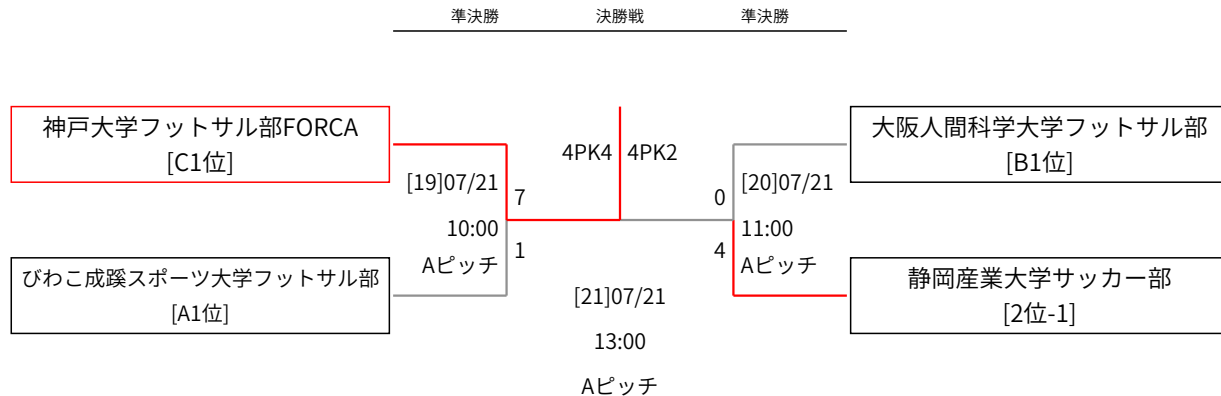 準決勝 決勝戦 準決勝
神戸大学フットサル部FORCA
[C1位]
大阪人間科学大学フットサル部
[B1位]
4PK4 4PK2
[19]07/21
7
10:00
1
Aピッチ
0
[20]07/21
11:00
4
Aピッチ
びわこ成蹊スポーツ大学フットサル部
[A1位]
静岡産業大学サッカー部
[2位-1]
[21]07/21
13:00
Aピッチ